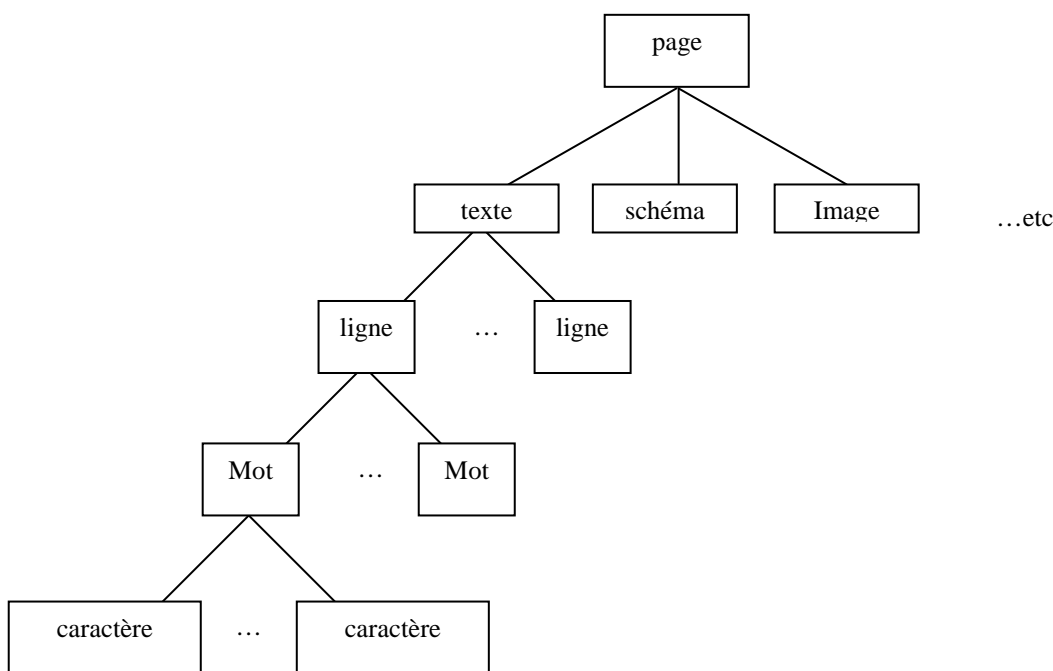 page
texte schéma Image …etc
ligne … ligne
Mot … Mot
caractère … caractère